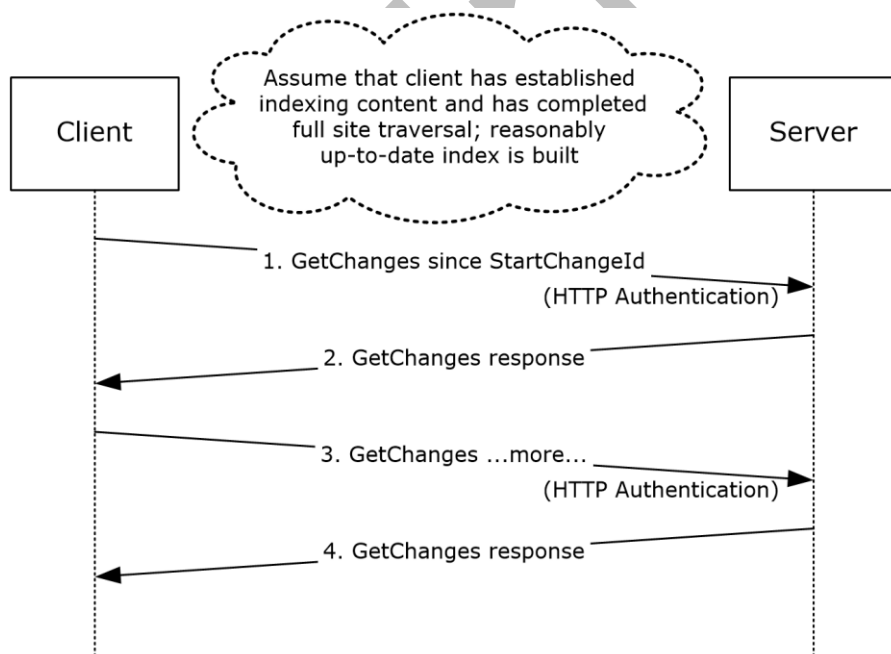 Assume that client has established
indexing content and has completed
full site traversal; reasonably
up-to-date index is built
Client
Server
1. GetChanges since StartChangeId
(HTTP Authentication)
2. GetChanges response
3. GetChanges ...more...
(HTTP Authentication)
4. GetChanges response